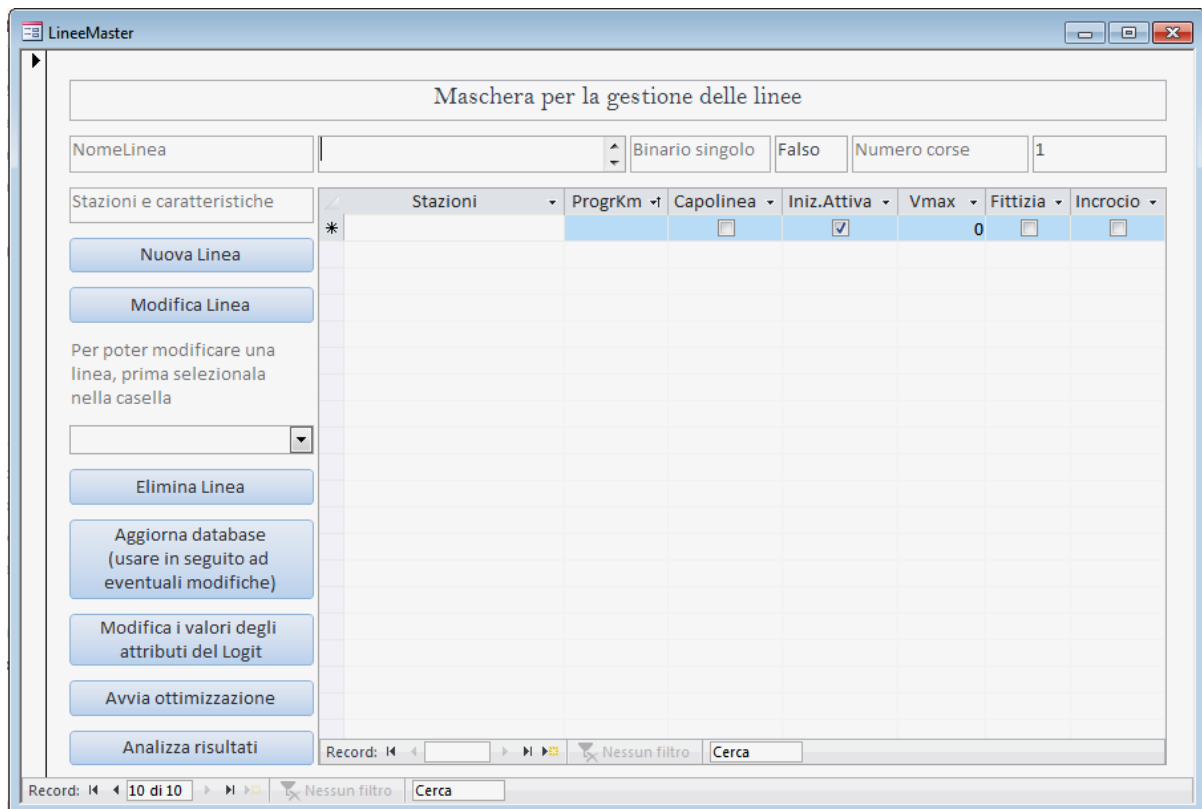 LineeMaster
Maschera per la gestione delle linee
NomeLinea
Binario singolo
Falso
Numero corse
1
Stazioni e caratteristiche
Stazioni
ProgrKm
Capolinea
Iniz.Attiva
Vmax
Fittizia
Incrocio
0
Nuova Linea
Modifica Linea
Per poter modificare una
linea, prima selezionala
nella casella
Elimina Linea
Aggiorna database
(usare in seguito ad
eventuali modifiche)
Modifica i valori degli
attributi del Logit
Avvia ottimizzazione
Analizza risultati
Record:
Nessun filtro
Cerca
Record:
10 di 10
Nessun filtro
Cerca